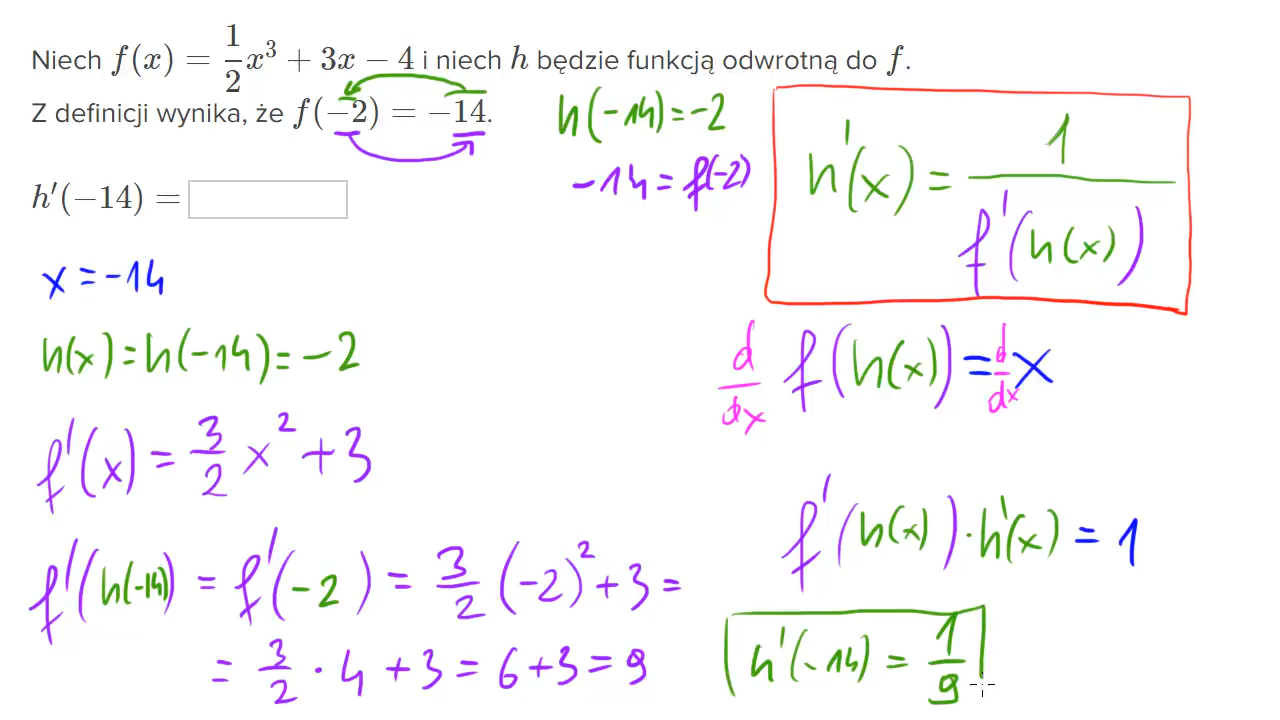 Niech f(x) = 1/2 x³ + 3x − 4 i niech h będzie funkcją odwrotną do f.
Z definicji wynika, że f(−2) = −14.
h′(−14) =
h(−14) = −2
−14 = f(−2)
h′(x) = 1 / f′(h(x))
x = −14
h(x) = h(−14) = −2
f′(x) = 3/2 x² + 3
f′(h(−14)) = f′(−2) = 3/2 (−2)² + 3 =
= 3/2 · 4 + 3 = 6 + 3 = 9
d/dx f(h(x)) = d/dx x
f′(h(x)) · h′(x) = 1
h′(−14) = 1/9